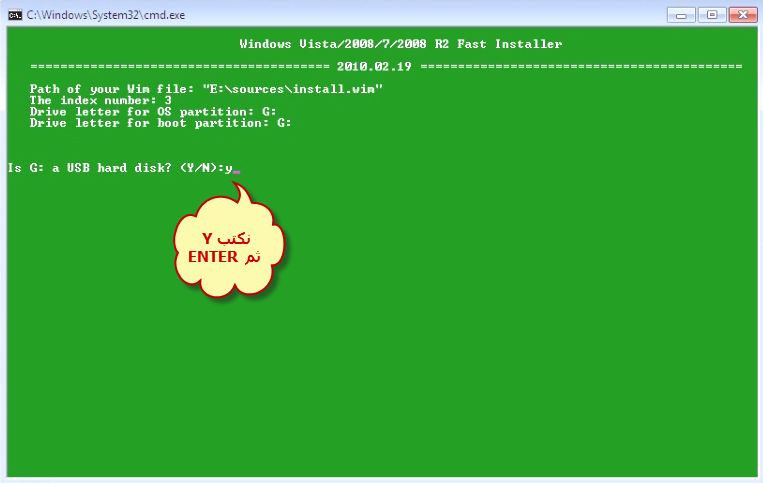 C:\Windows\System32\cmd.exe
Windows Vista/2008/7/2008 R2 Fast Installer
======================================== 2010.02.19 ===========================================
Path of your Wim file: "E:\sources\install.wim"
The index number: 3
Drive letter for OS partition: G:
Drive letter for boot partition: G:
Is G: a USB hard disk? (Y/N):y_
نكتب Y
ثم ENTER